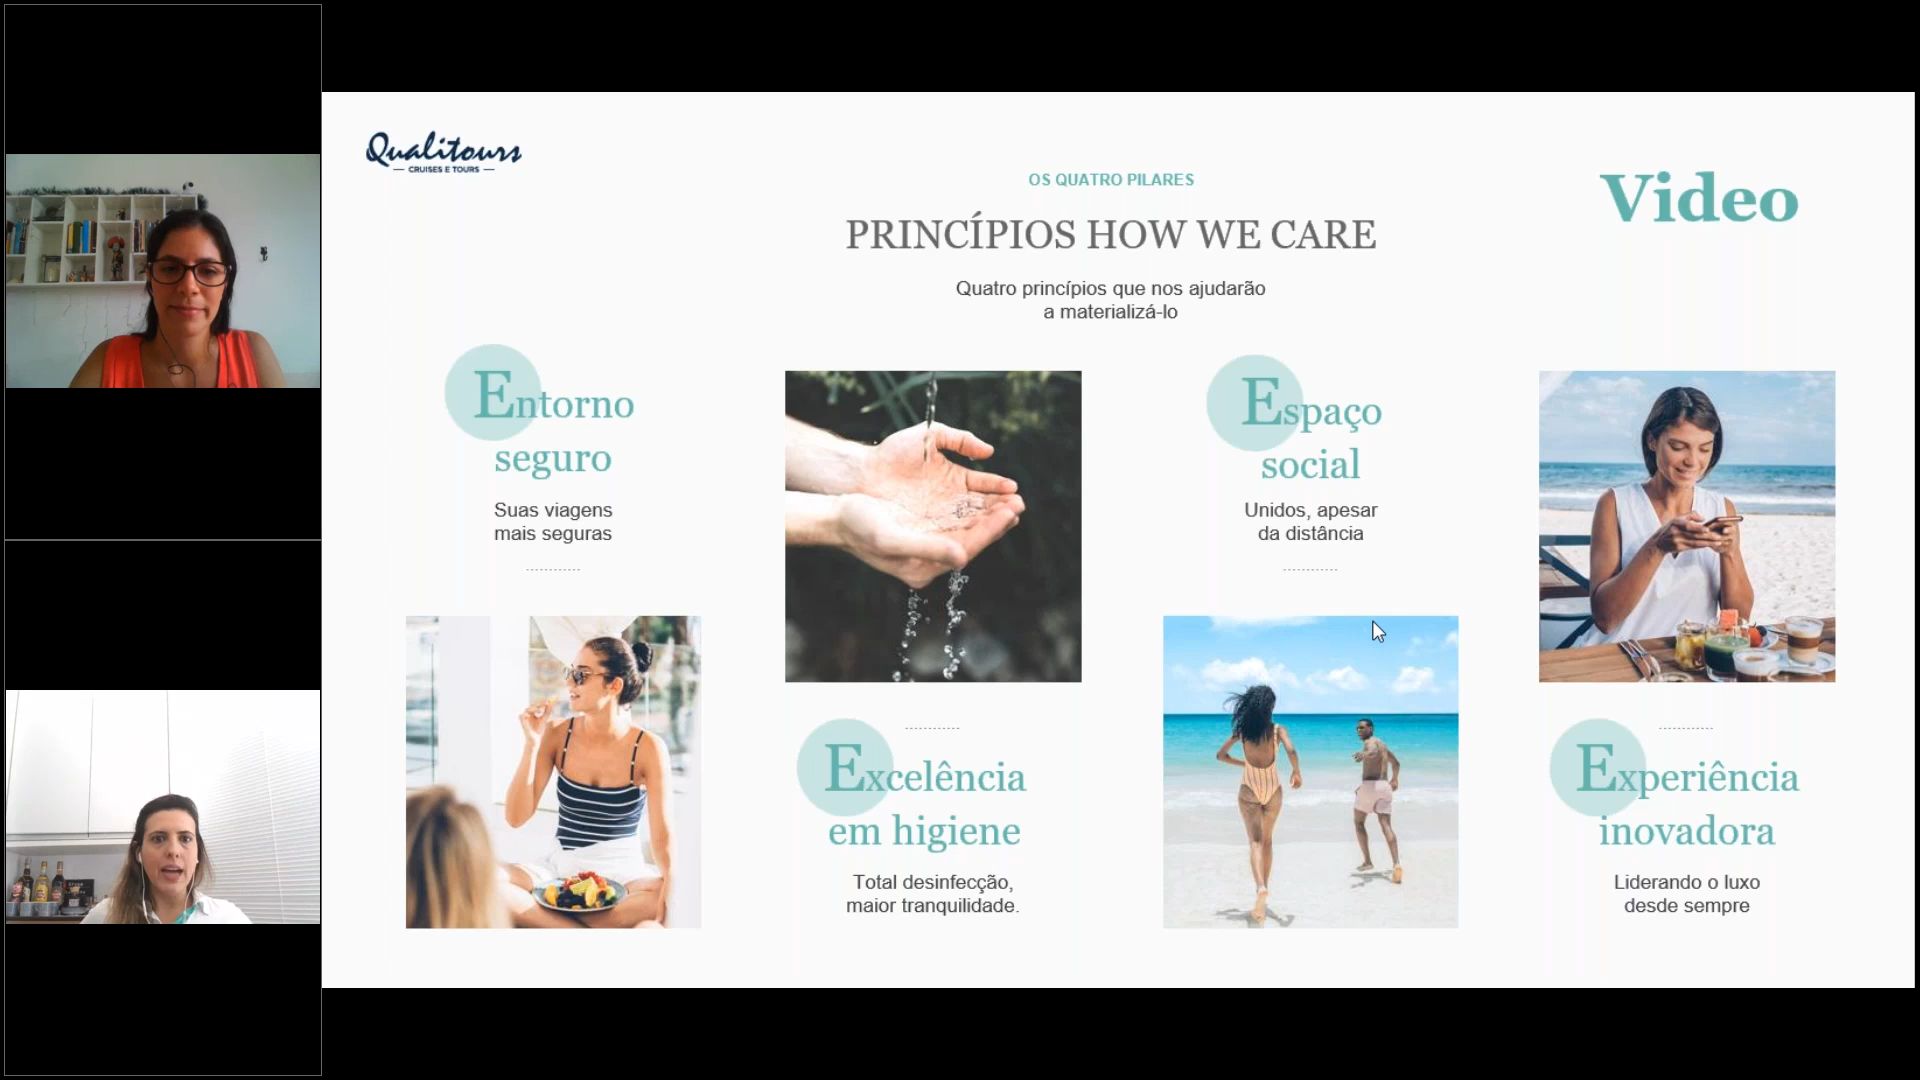 Qualitours
CRUISES E TOURS
OS QUATRO PILARES
PRINCÍPIOS HOW WE CARE
Quatro princípios que nos ajudarão
a materializá-lo
Video
Entorno
seguro
Suas viagens
mais seguras
Excelência
em higiene
Total desinfecção,
maior tranquilidade.
Espaço
social
Unidos, apesar
da distância
Experiência
inovadora
Liderando o luxo
desde sempre